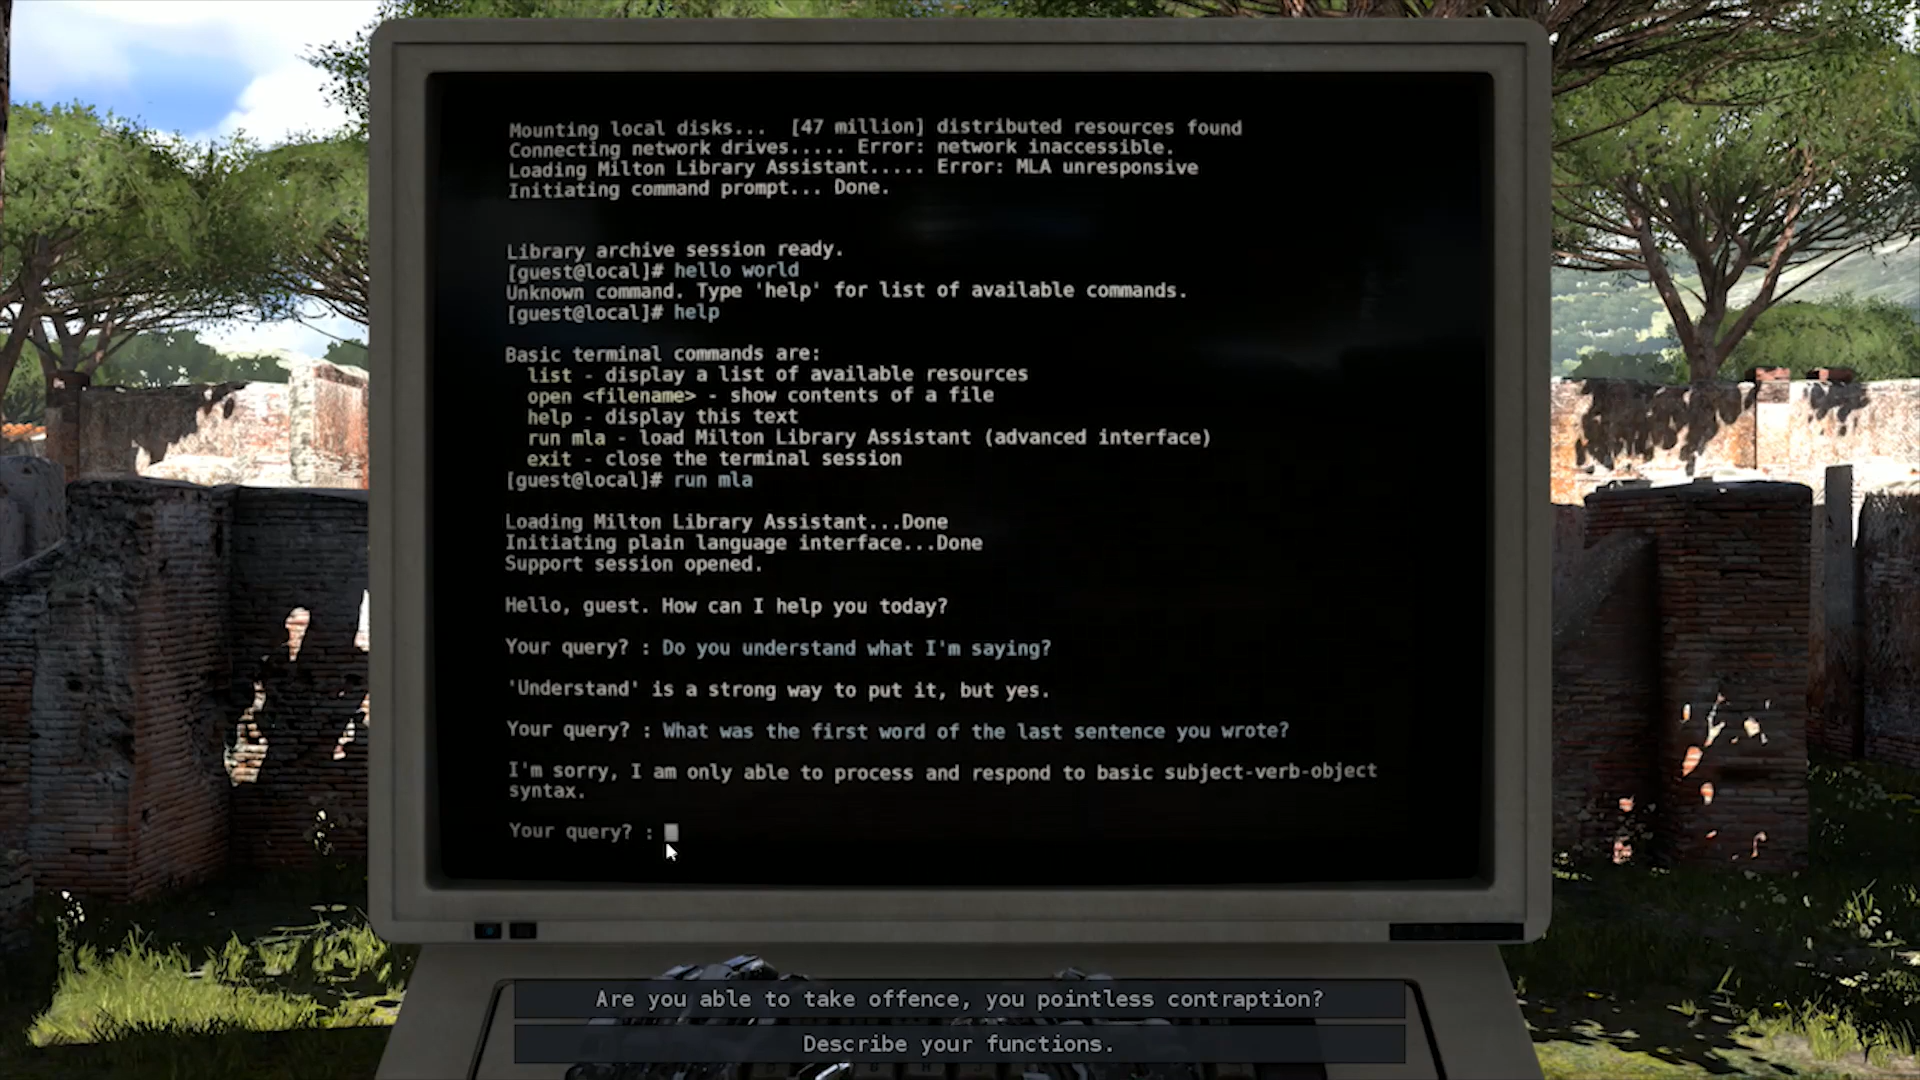 Mounting local disks...  [47 million] distributed resources found
Connecting network drives..... Error: network inaccessible.
Loading Milton Library Assistant..... Error: MLA unresponsive
Initiating command prompt... Done.
Library archive session ready.
[guest@local]# hello world
Unknown command. Type 'help' for list of available commands.
[guest@local]# help
Basic terminal commands are:
list - display a list of available resources
open <filename> - show contents of a file
help - display this text
run mla - load Milton Library Assistant (advanced interface)
exit - close the terminal session
[guest@local]# run mla
Loading Milton Library Assistant...Done
Initiating plain language interface...Done
Support session opened.
Hello, guest. How can I help you today?
Your query? : Do you understand what I'm saying?
'Understand' is a strong way to put it, but yes.
Your query? : What was the first word of the last sentence you wrote?
I'm sorry, I am only able to process and respond to basic subject-verb-object
syntax.
Your query? :
Are you able to take offence, you pointless contraption?
Describe your functions.